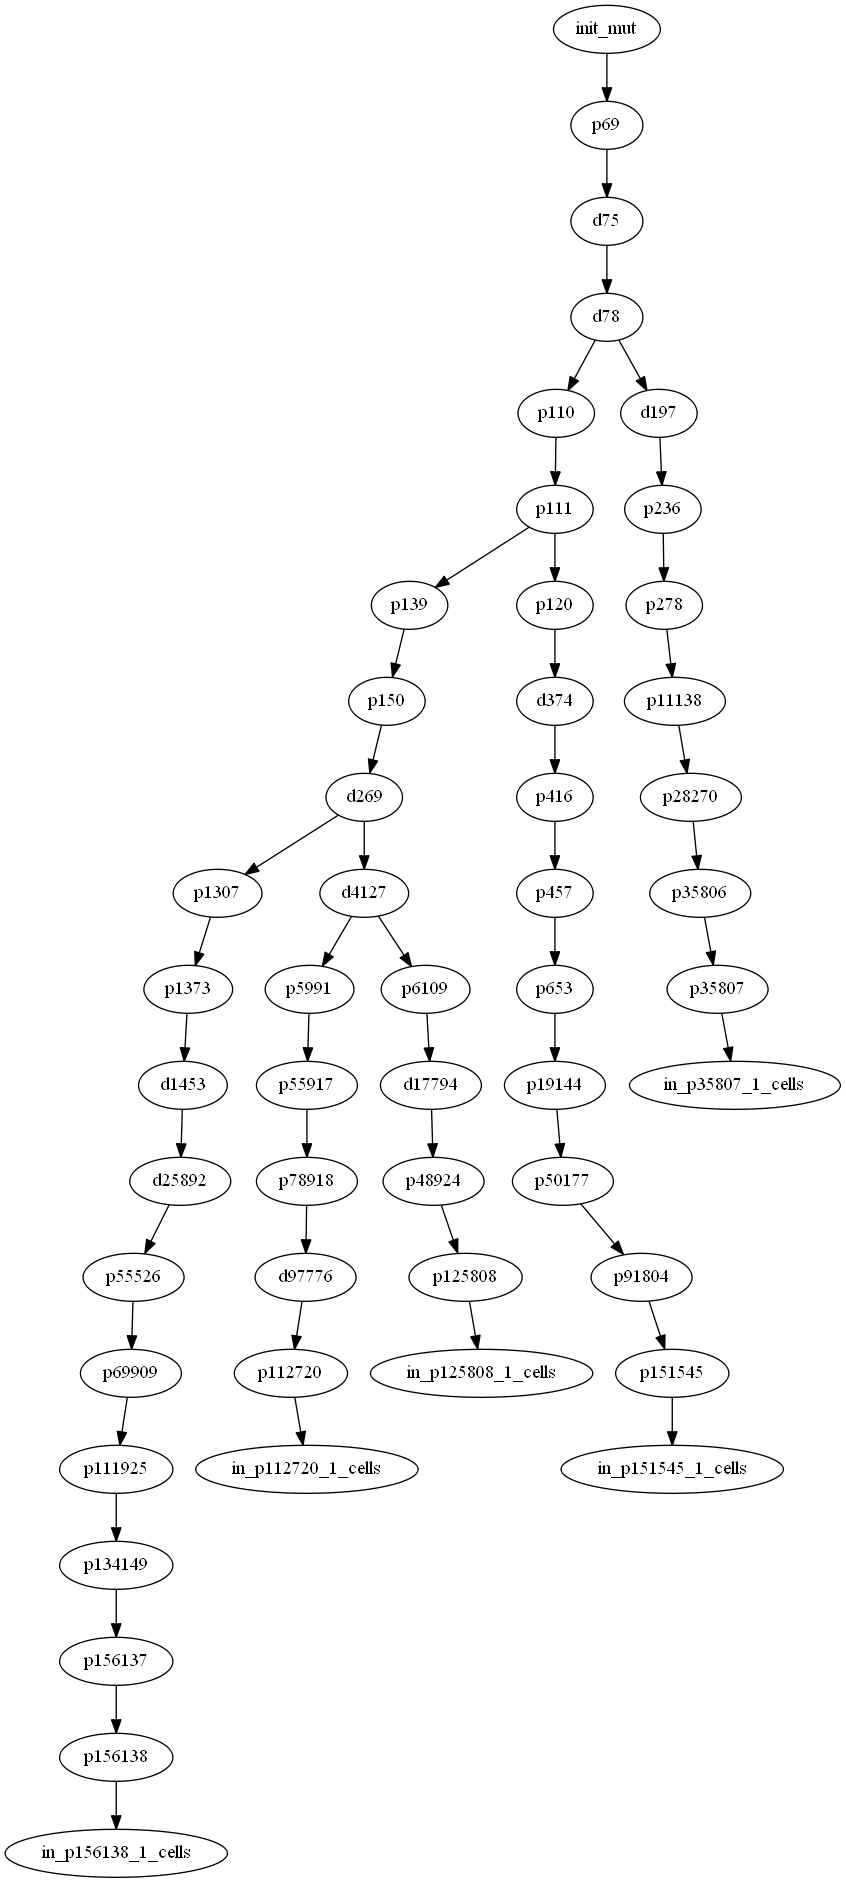 init_mut
p69
d75
d78
p110
d197
p111
p236
p139
p120
p278
p150
d374
p11138
d269
p416
p28270
p1307
d4127
p457
p35806
p1373
p5991
p6109
p653
p35807
d1453
p55917
d17794
p19144
in_p35807_1_cells
d25892
p78918
p48924
p50177
p55526
d97776
p125808
p91804
p69909
p112720
in_p125808_1_cells
p151545
p111925
in_p112720_1_cells
in_p151545_1_cells
p134149
p156137
p156138
in_p156138_1_cells